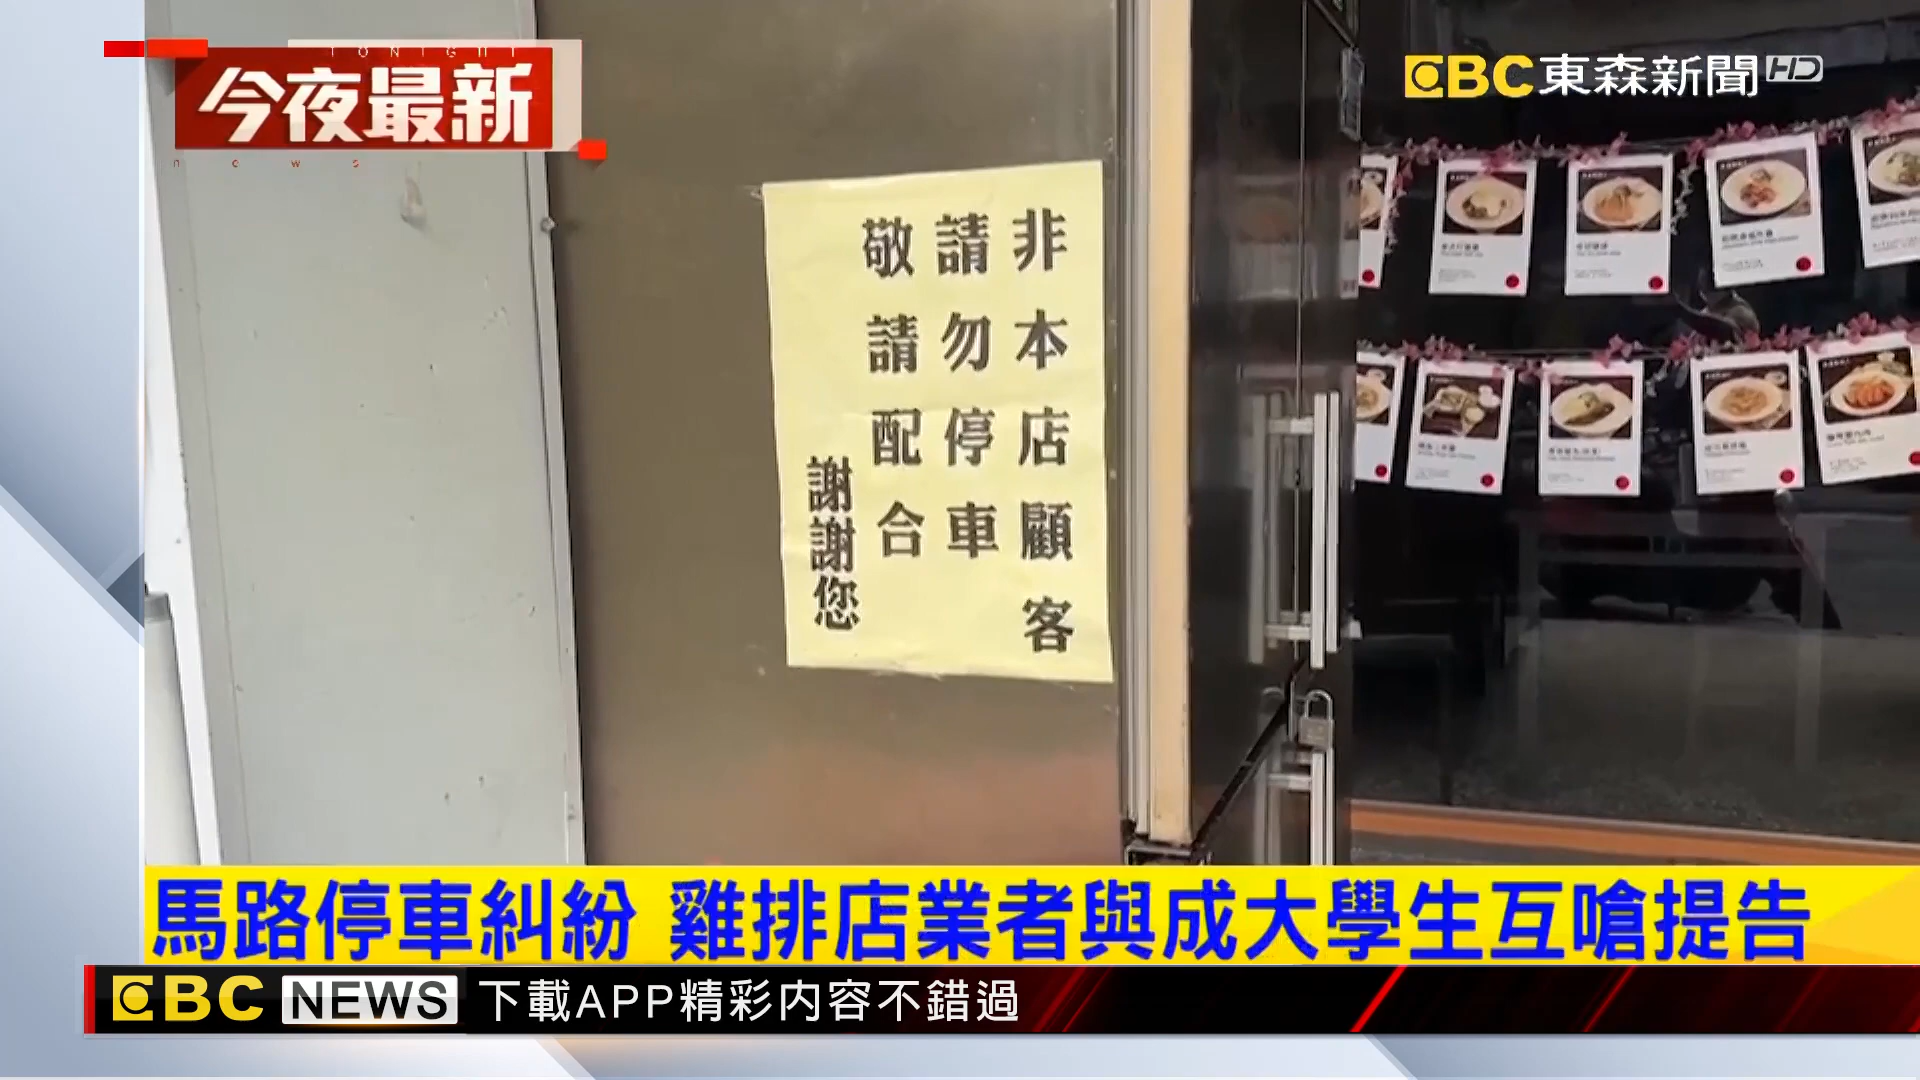 TONIGHT
今夜最新
news
EBC東森新聞HD
非本店顧客
請勿停車
敬請配合
謝謝您
馬路停車糾紛 雞排店業者與成大學生互嗆提告
EBC NEWS 下載APP精彩內容不錯過